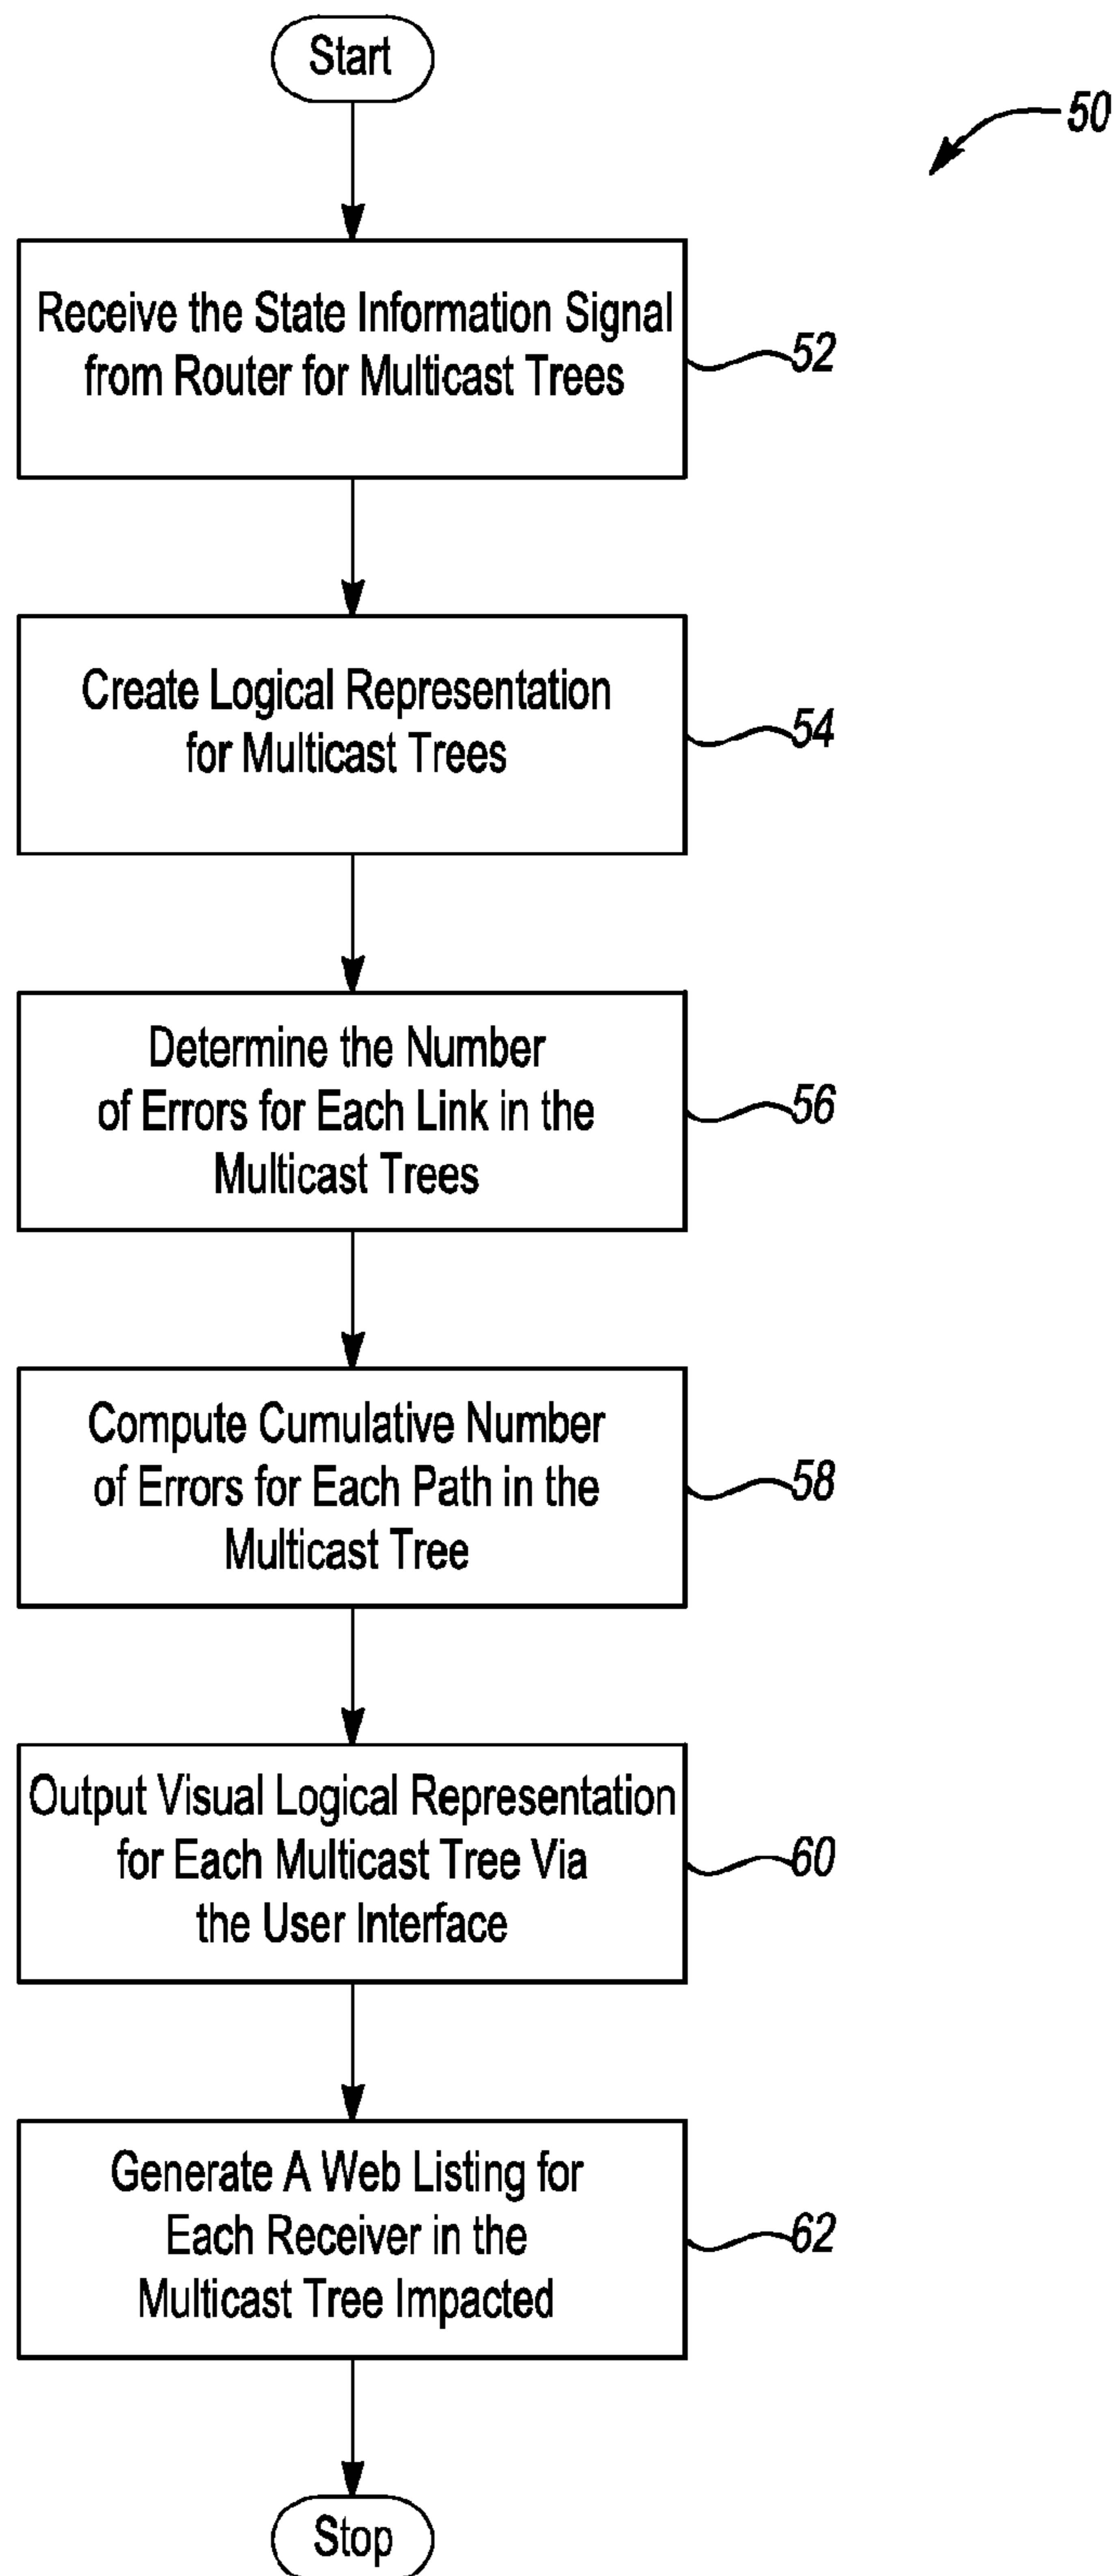 Start
50
Receive the State Information Signal
from Router for Multicast Trees
52
Create Logical Representation
for Multicast Trees
54
Determine the Number
of Errors for Each Link in the
Multicast Trees
56
Compute Cumulative Number
of Errors for Each Path in the
Multicast Tree
58
Output Visual Logical Representation
for Each Multicast Tree Via
the User Interface
60
Generate A Web Listing for
Each Receiver in the
Multicast Tree Impacted
62
Stop